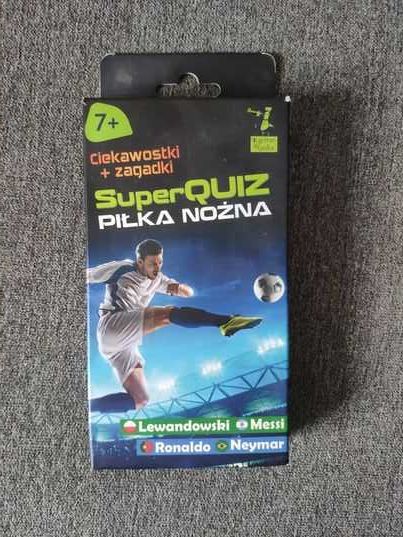 7+
Ciekawostki
+ zagadki
SuperQUIZ
PIŁKA NOŻNA
Lewandowski Messi
Ronaldo Neymar